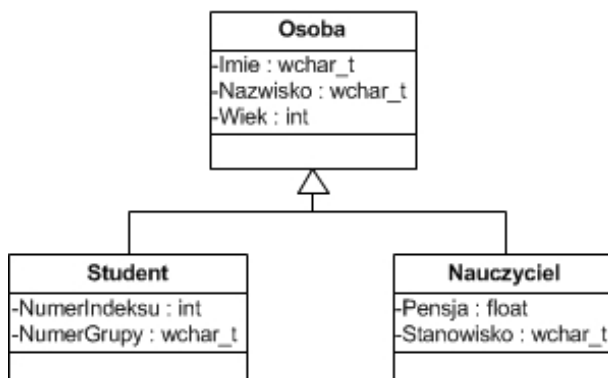 Osoba
-Imie : wchar_t
-Nazwisko : wchar_t
-Wiek : int
Student
-NumerIndeksu : int
-NumerGrupy : wchar_t
Nauczyciel
-Pensja : float
-Stanowisko : wchar_t